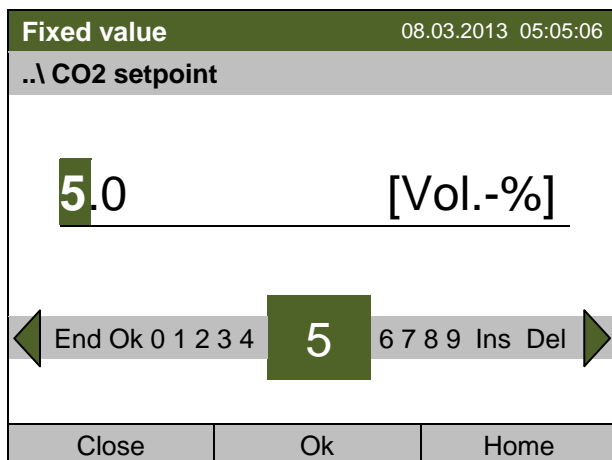 Fixed value 08.03.2013 05:05:06
..\ CO2 setpoint
5.0 [Vol.-%]
End Ok 0 1 2 3 4 5 6 7 8 9 Ins Del
Close Ok Home